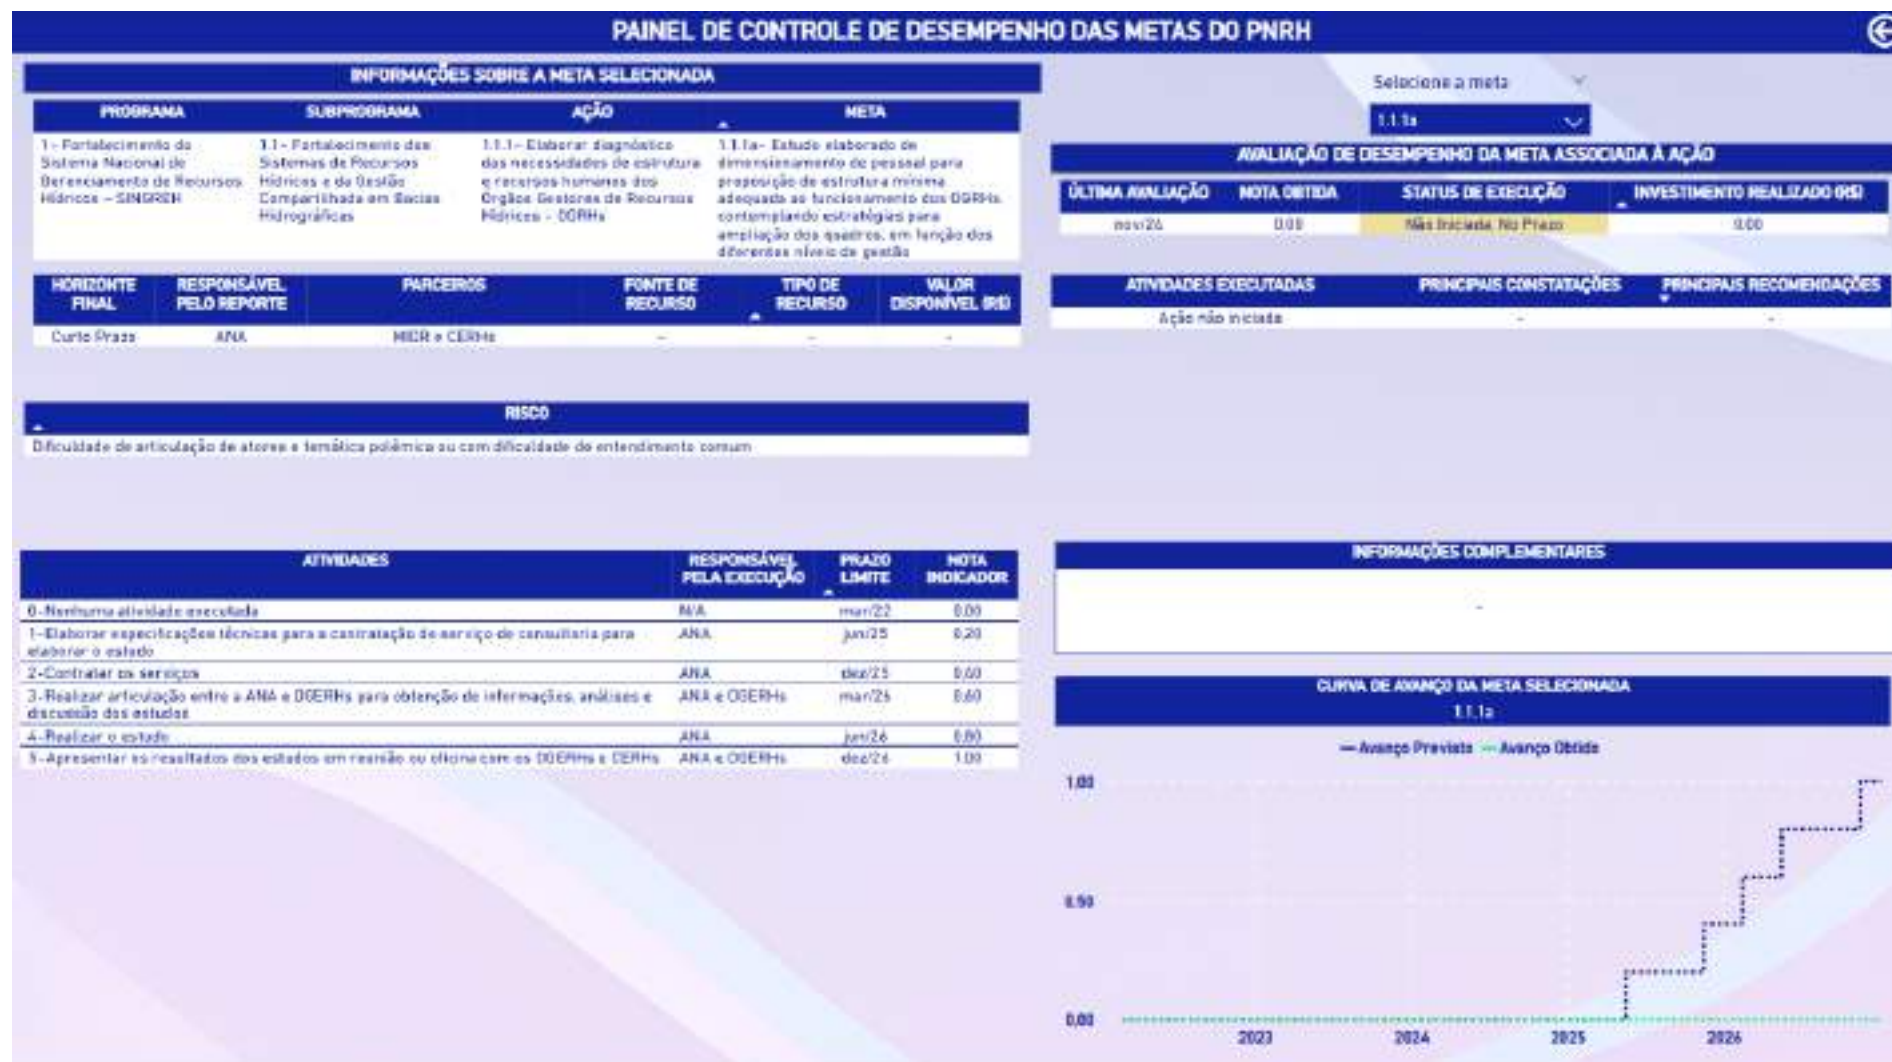 PAINEL DE CONTROLE DE DESEMPENHO DAS METAS DO PNRH
INFORMAÇÕES SOBRE A META SELECIONADA
PROGRAMA SUBPROGRAMA AÇÃO META
1- Fortalecimento do 1.1- Fortalecimento dos 1.1.1- Elaborar diagnóstico 1.1.1a- Estudo elaborado de
Sistema Nacional de Sistemas de Recursos das necessidades de estrutura dimensionamento de pessoal para
Gerenciamento de Recursos Hídricos e da Gestão e recursos humanos dos proposição de estrutura mínima
Hídricos – SINGREH Compartilhada em Bacias Órgãos Gestores de Recursos adequada ao funcionamento dos OGRHs,
Hidrográficas Hídricos - OGRHs contemplando estratégias para
ampliação dos quadros, em função dos
diferentes níveis de gestão
HORIZONTE RESPONSÁVEL PARCEIROS FONTE DE TIPO DE VALOR
FINAL PELO REPORTE RECURSO RECURSO DISPONÍVEL (R$)
Curto Prazo ANA MIDR e CERHs - - -
RISCO
Dificuldade de articulação de atores e temática polêmica ou com dificuldade de entendimento comum
ATIVIDADES RESPONSÁVEL PRAZO NOTA
PELA EXECUÇÃO LIMITE INDICADOR
0-Nenhuma atividade executada N/A mar/22 0,00
1-Elaborar especificações técnicas para a contratação de serviço de consultoria para ANA jun/25 0,20
elaborar o estudo
2-Contratar os serviços ANA dez/25 0,40
3-Realizar articulação entre a ANA e OGERHs para obtenção de informações, análises e ANA e OGERHs mar/26 0,60
discussão dos estudos
4-Realizar o estudo ANA jun/26 0,80
5-Apresentar os resultados dos estudos em reunião ou oficina com os OGERHs e CERHs ANA e OGERHs dez/26 1,00
Selecione a meta
1.1.1a
AVALIAÇÃO DE DESEMPENHO DA META ASSOCIADA À AÇÃO
ÚLTIMA AVALIAÇÃO NOTA OBTIDA STATUS DE EXECUÇÃO INVESTIMENTO REALIZADO (R$)
nov/24 0,00 Não Iniciada, No Prazo 0,00
ATIVIDADES EXECUTADAS PRINCIPAIS CONSTATAÇÕES PRINCIPAIS RECOMENDAÇÕES
Ação não iniciada - -
INFORMAÇÕES COMPLEMENTARES
-
CURVA DE AVANÇO DA META SELECIONADA
1.1.1a
Avanço Previsto Avanço Obtido
1,00
0,50
0,00
2023 2024 2025 2026